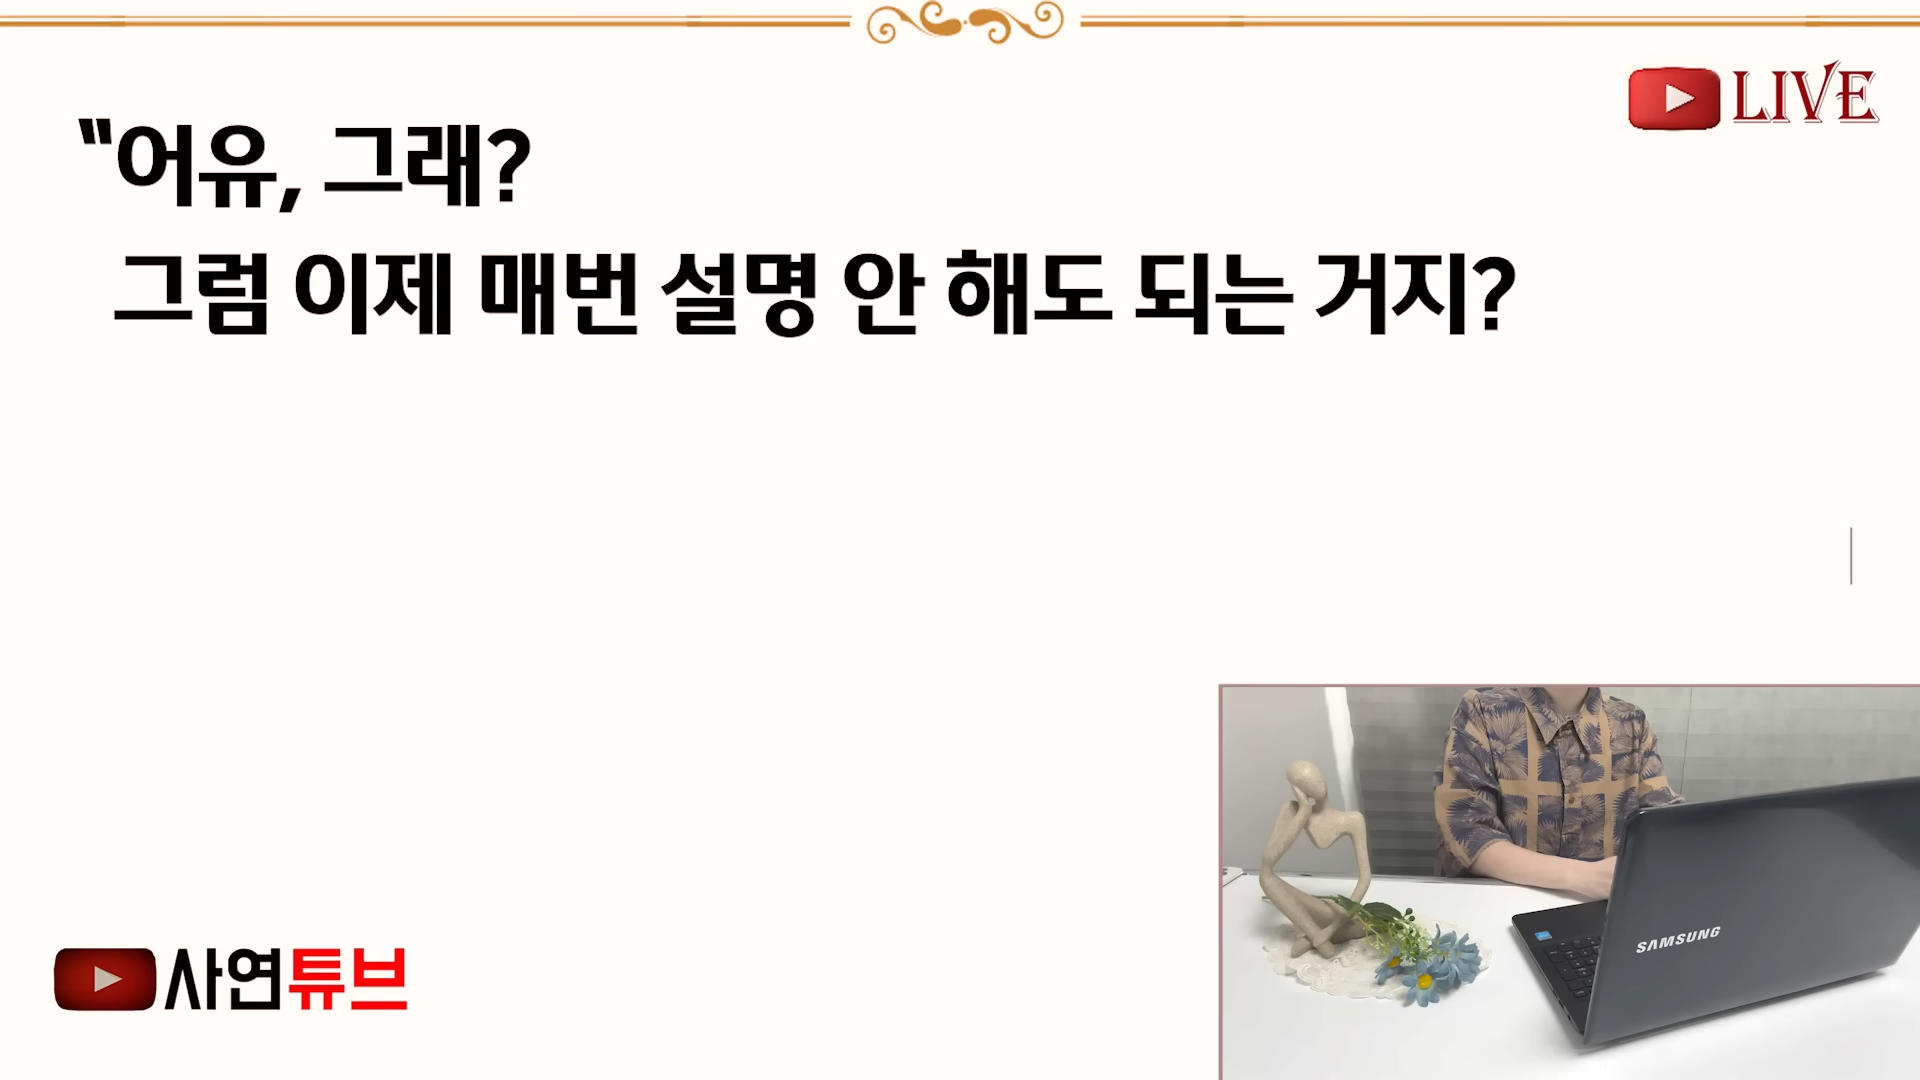 LIVE
"어유, 그래?
그럼 이제 매번 설명 안 해도 되는 거지?
사연튜브
SAMSUNG